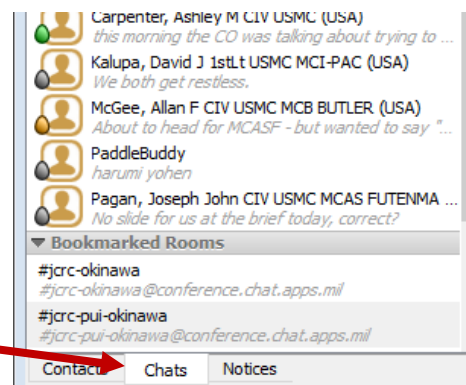 Carpenter, Ashley M CIV USMC (USA)
this morning the CO was talking about trying to ...
Kalupa, David J 1stLt USMC MCI-PAC (USA)
We both get restless.
McGee, Allan F CIV USMC MCB BUTLER (USA)
About to head for MCASF - but wanted to say "...
PaddleBuddy
harumi yohen
Pagan, Joseph John CIV USMC MCAS FUTENMA ...
No slide for us at the brief today, correct?
Bookmarked Rooms
#jcrc-okinawa
#jcrc-okinawa@conference.chat.apps.mil
#jcrc-pui-okinawa
#jcrc-pui-okinawa@conference.chat.apps.mil
Contacts Chats Notices